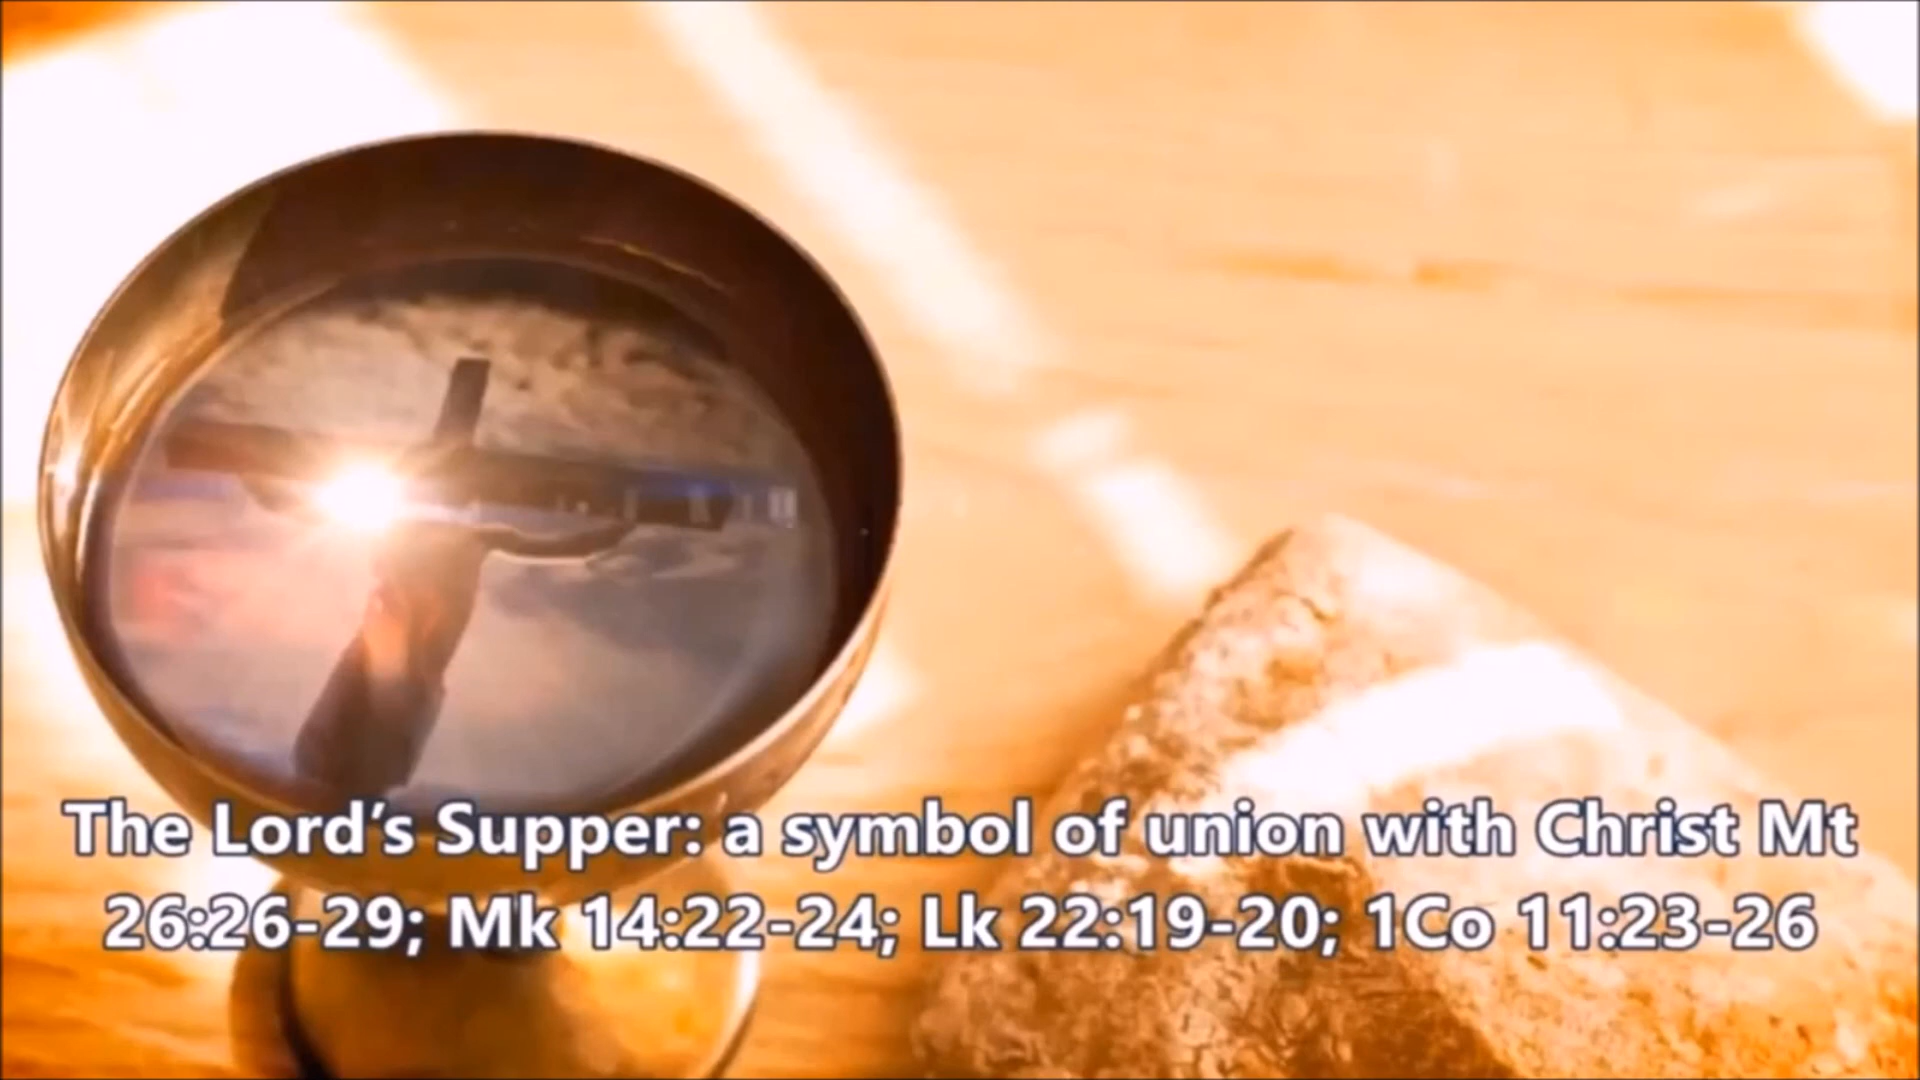 The Lord’s Supper: a symbol of union with Christ Mt
26:26-29; Mk 14:22-24; Lk 22:19-20; 1Co 11:23-26